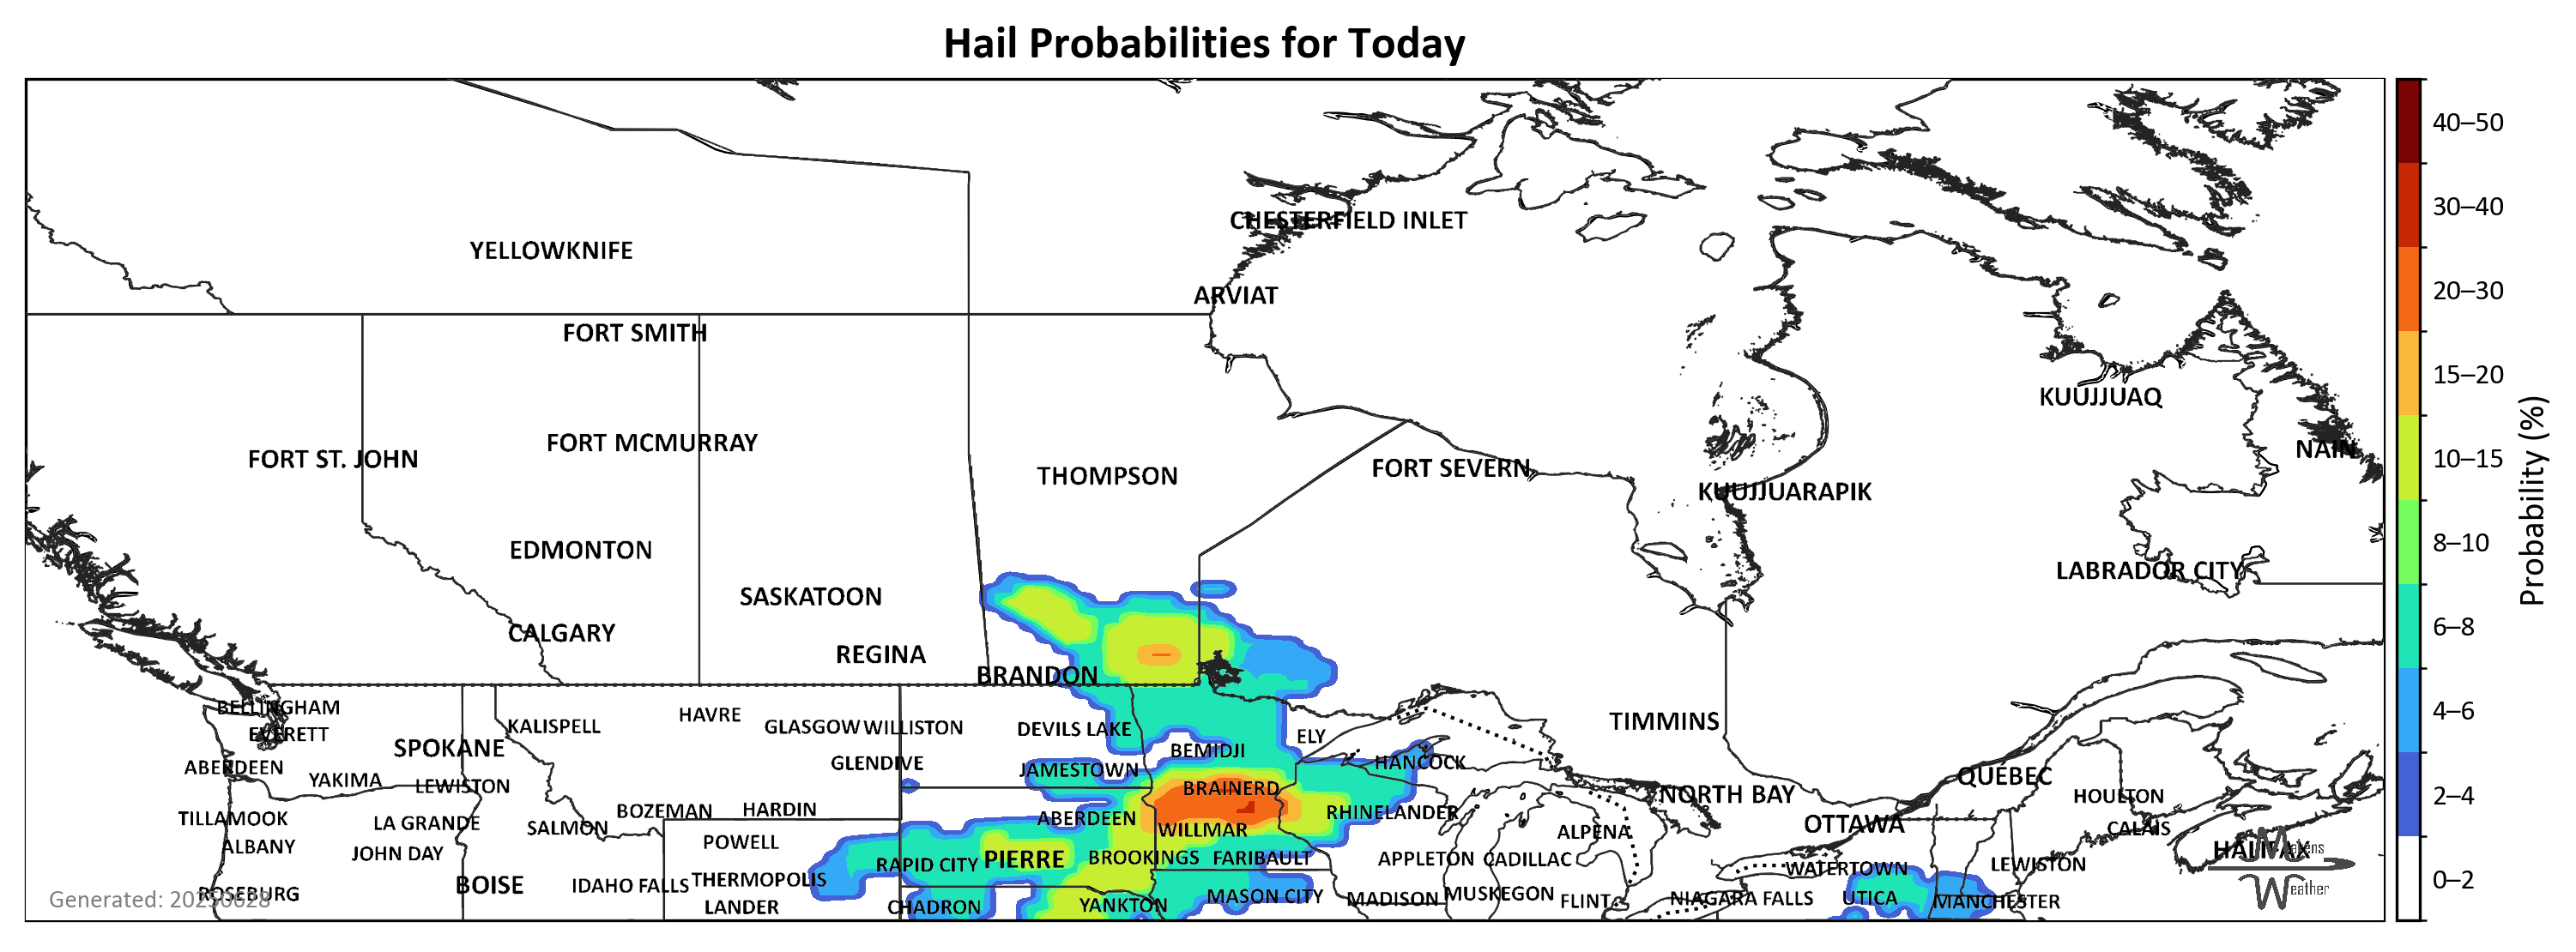 Hail Probabilities for Today
CHESTERFIELD INLET
YELLOWKNIFE
ARVIAT
FORT SMITH
KUUJJUAQ
FORT MCMURRAY
NAIN
FORT ST. JOHN
FORT SEVERN
THOMPSON
KUUJJUARAPIK
EDMONTON
LABRADOR CITY
SASKATOON
CALGARY
REGINA
BRANDON
BELLINGHAM
HAVRE
TIMMINS
KALISPELL
GLASGOW
WILLISTON
DEVILS LAKE
EVERETT
ELY
SPOKANE
BEMIDJI
GLENDIVE
HANCOCK
ABERDEEN
JAMESTOWN
QUÉBEC
YAKIMA
LEWISTON
BRAINERD
NORTH BAY
HOULTON
BOZEMAN
HARDIN
RHINELANDER
TILLAMOOK
LA GRANDE
ABERDEEN
SALMON
WILLMAR
ALPENA
OTTAWA
CALAIS
POWELL
ALBANY
JOHN DAY
HALIFAX
RAPID CITY
PIERRE
BROOKINGS
FARIBAULT
APPLETON
CADILLAC
WATERTOWN
LEWISTON
THERMOPOLIS
BOISE
IDAHO FALLS
ROSEBURG
MASON CITY
MADISON
MUSKEGON
FLINT
NIAGARA FALLS
UTICA
MANCHESTER
LANDER
CHADRON
YANKTON
Generated: 20250628
Weather
40–50
30–40
20–30
15–20
10–15
8–10
6–8
4–6
2–4
0–2
Probability (%)